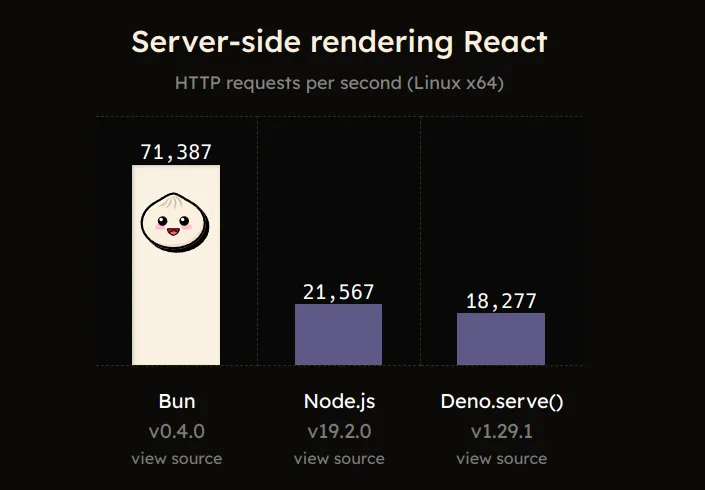 Server-side rendering React
HTTP requests per second (Linux x64)
71,387
21,567
18,277
Bun
Node.js
Deno.serve()
v0.4.0
v19.2.0
v1.29.1
view source
view source
view source